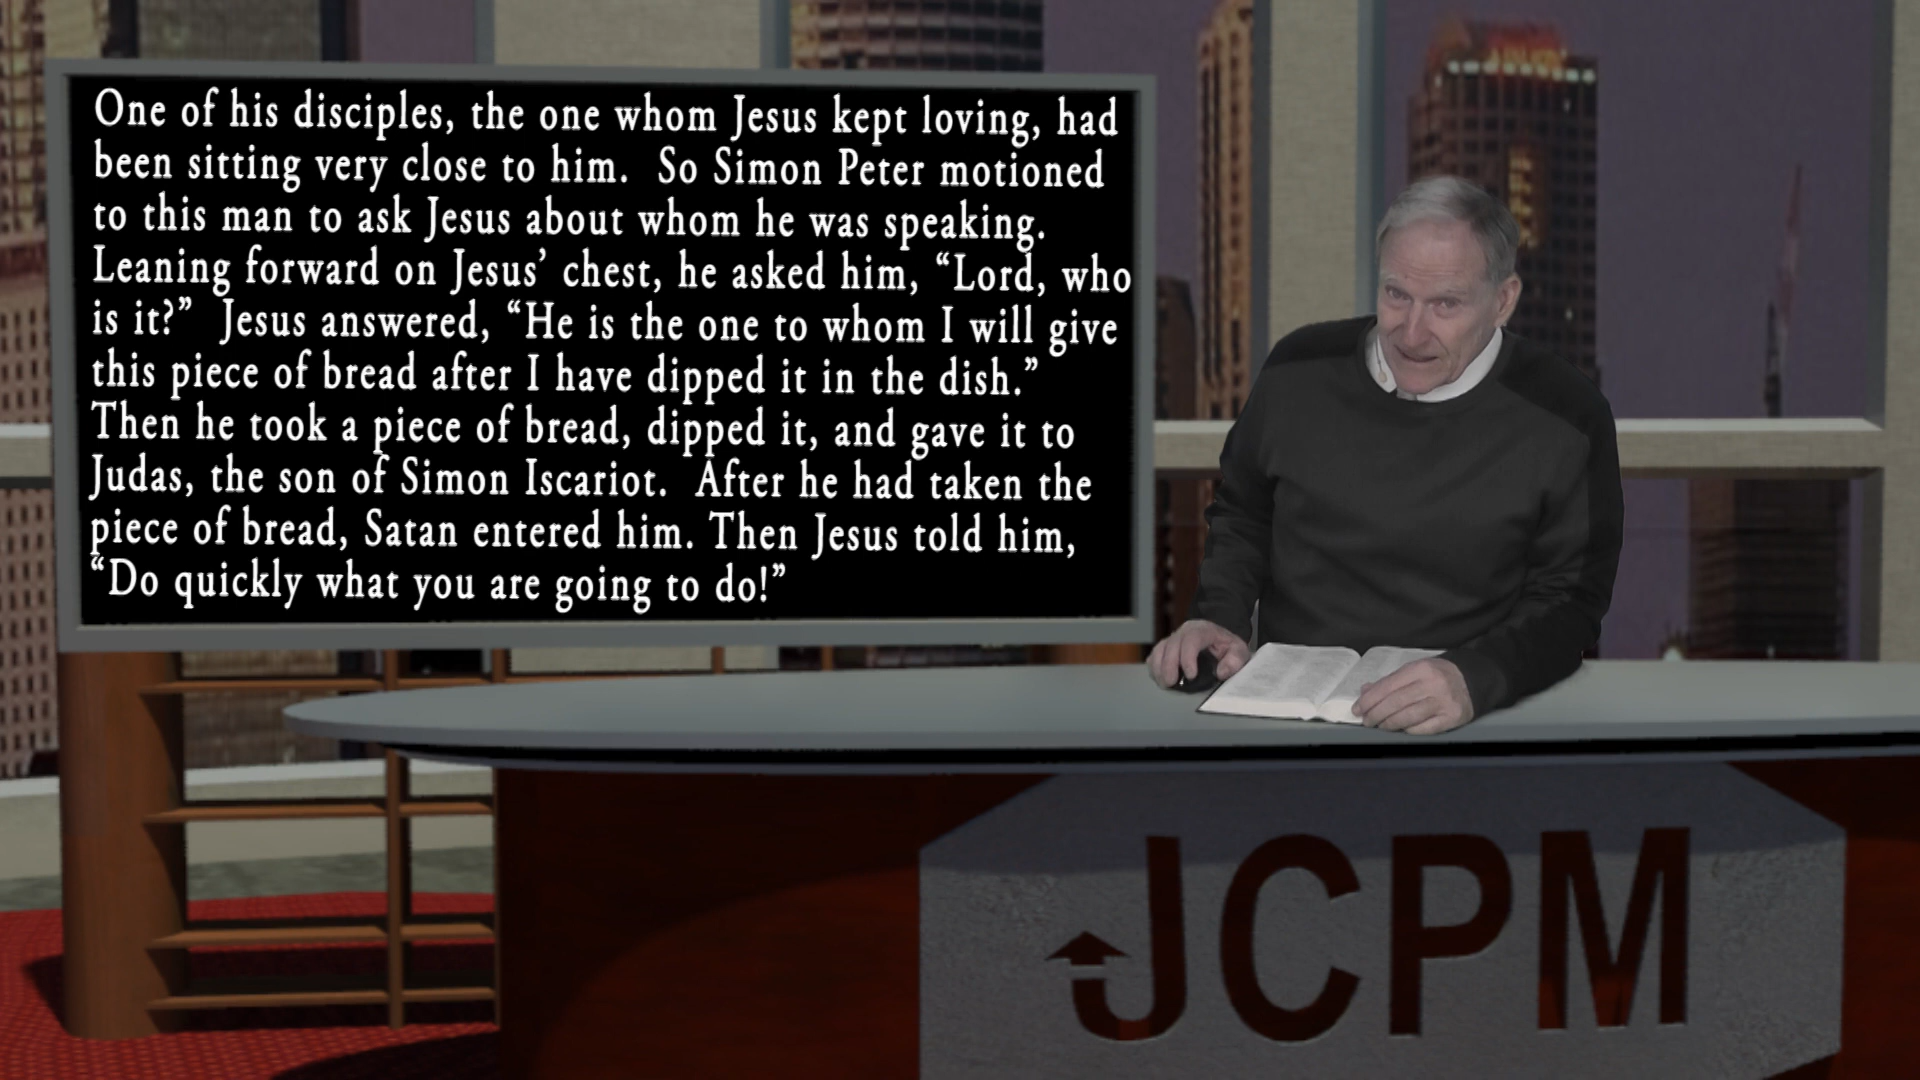 One of his disciples, the one whom Jesus kept loving, had
been sitting very close to him.  So Simon Peter motioned
to this man to ask Jesus about whom he was speaking.
Leaning forward on Jesus’ chest, he asked him, “Lord, who
is it?”  Jesus answered, “He is the one to whom I will give
this piece of bread after I have dipped it in the dish.”
Then he took a piece of bread, dipped it, and gave it to
Judas, the son of Simon Iscariot.  After he had taken the
piece of bread, Satan entered him. Then Jesus told him,
“Do quickly what you are going to do!”
JCPM